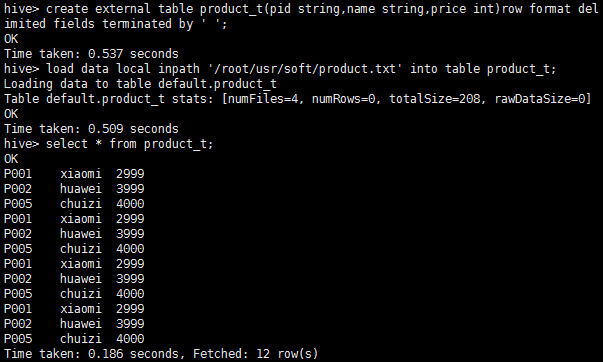 hive> create external table product_t(pid string,name string,price int)row format del
imited fields terminated by ' ';
OK
Time taken: 0.537 seconds
hive> load data local inpath '/root/usr/soft/product.txt' into table product_t;
Loading data to table default.product_t
Table default.product_t stats: [numFiles=4, numRows=0, totalSize=208, rawDataSize=0]
OK
Time taken: 0.509 seconds
hive> select * from product_t;
OK
P001    xiaomi  2999
P002    huawei  3999
P005    chuizi  4000
P001    xiaomi  2999
P002    huawei  3999
P005    chuizi  4000
P001    xiaomi  2999
P002    huawei  3999
P005    chuizi  4000
P001    xiaomi  2999
P002    huawei  3999
P005    chuizi  4000
Time taken: 0.186 seconds, Fetched: 12 row(s)